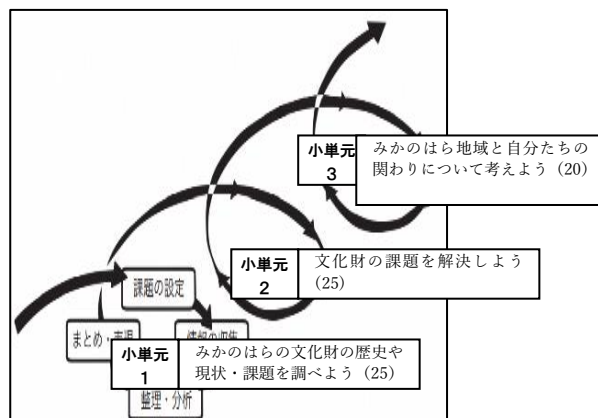 小単元
3
みかのはら地域と自分たちの
関わりについて考えよう（20）
小単元
2
文化財の課題を解決しよう
（25）
課題の設定
まとめ・
小単元
1
みかのはらの文化財の歴史や
現状・課題を調べよう（25）
整理・分析